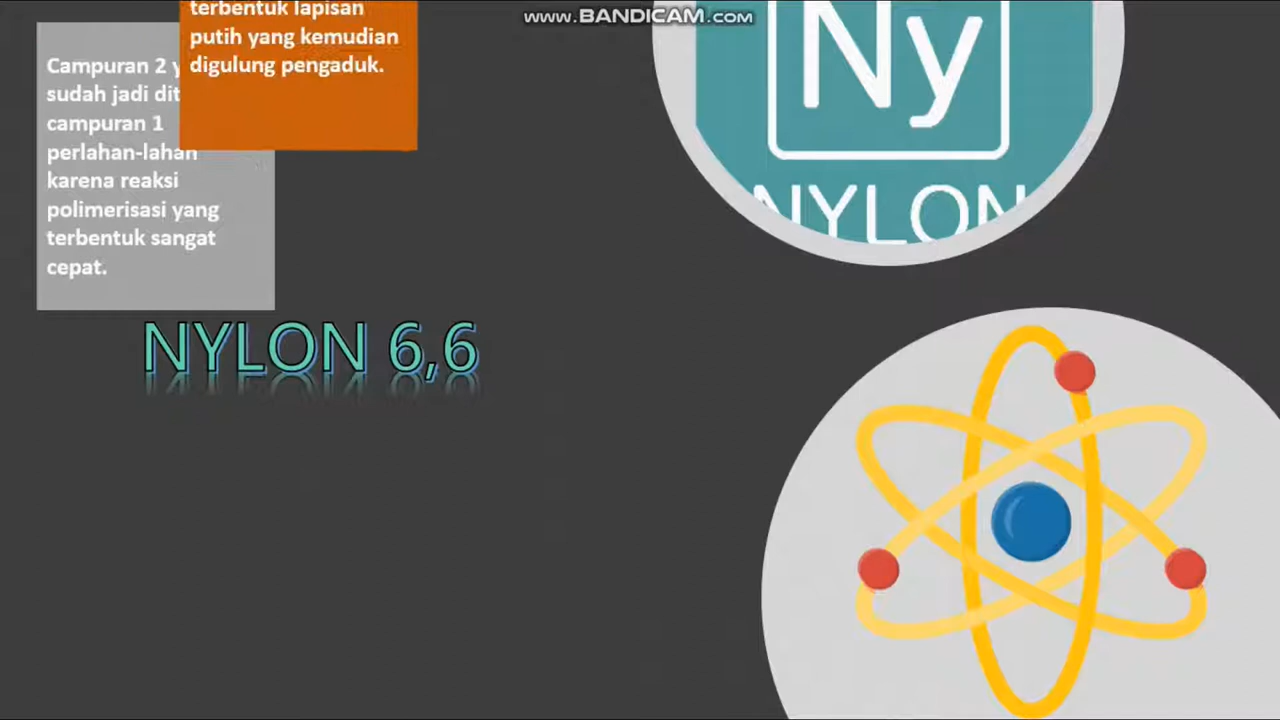 www.BANDICAM.com
terbentuk lapisan
putih yang kemudian
digulung pengaduk.
Campuran 2
sudah jadi
campuran 1
perlahan-lahan
karena reaksi
polimerisasi yang
terbentuk sangat
cepat.
Ny
NYLON
NYLON 6,6